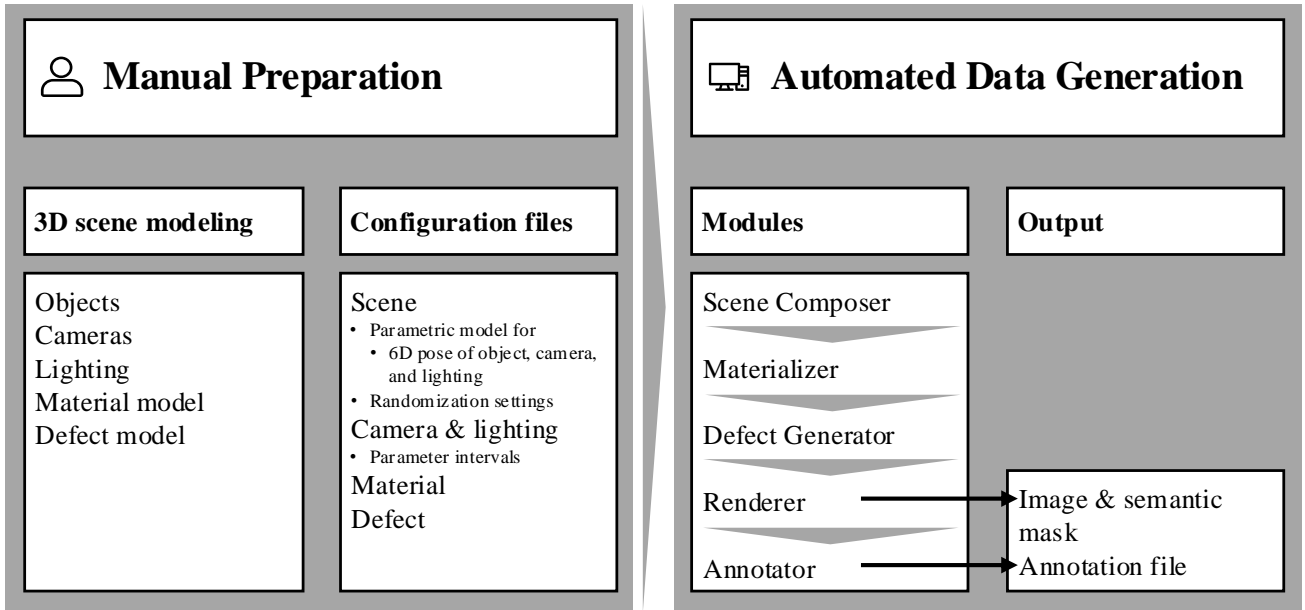 Manual Preparation
3D scene modeling
Objects
Cameras
Lighting
Material model
Defect model
Configuration files
Scene
• Parametric model for
• 6D pose of object, camera,
and lighting
• Randomization settings
Camera & lighting
• Parameter intervals
Material
Defect
Automated Data Generation
Modules
Scene Composer
Materializer
Defect Generator
Renderer
Annotator
Output
Image & semantic
mask
Annotation file